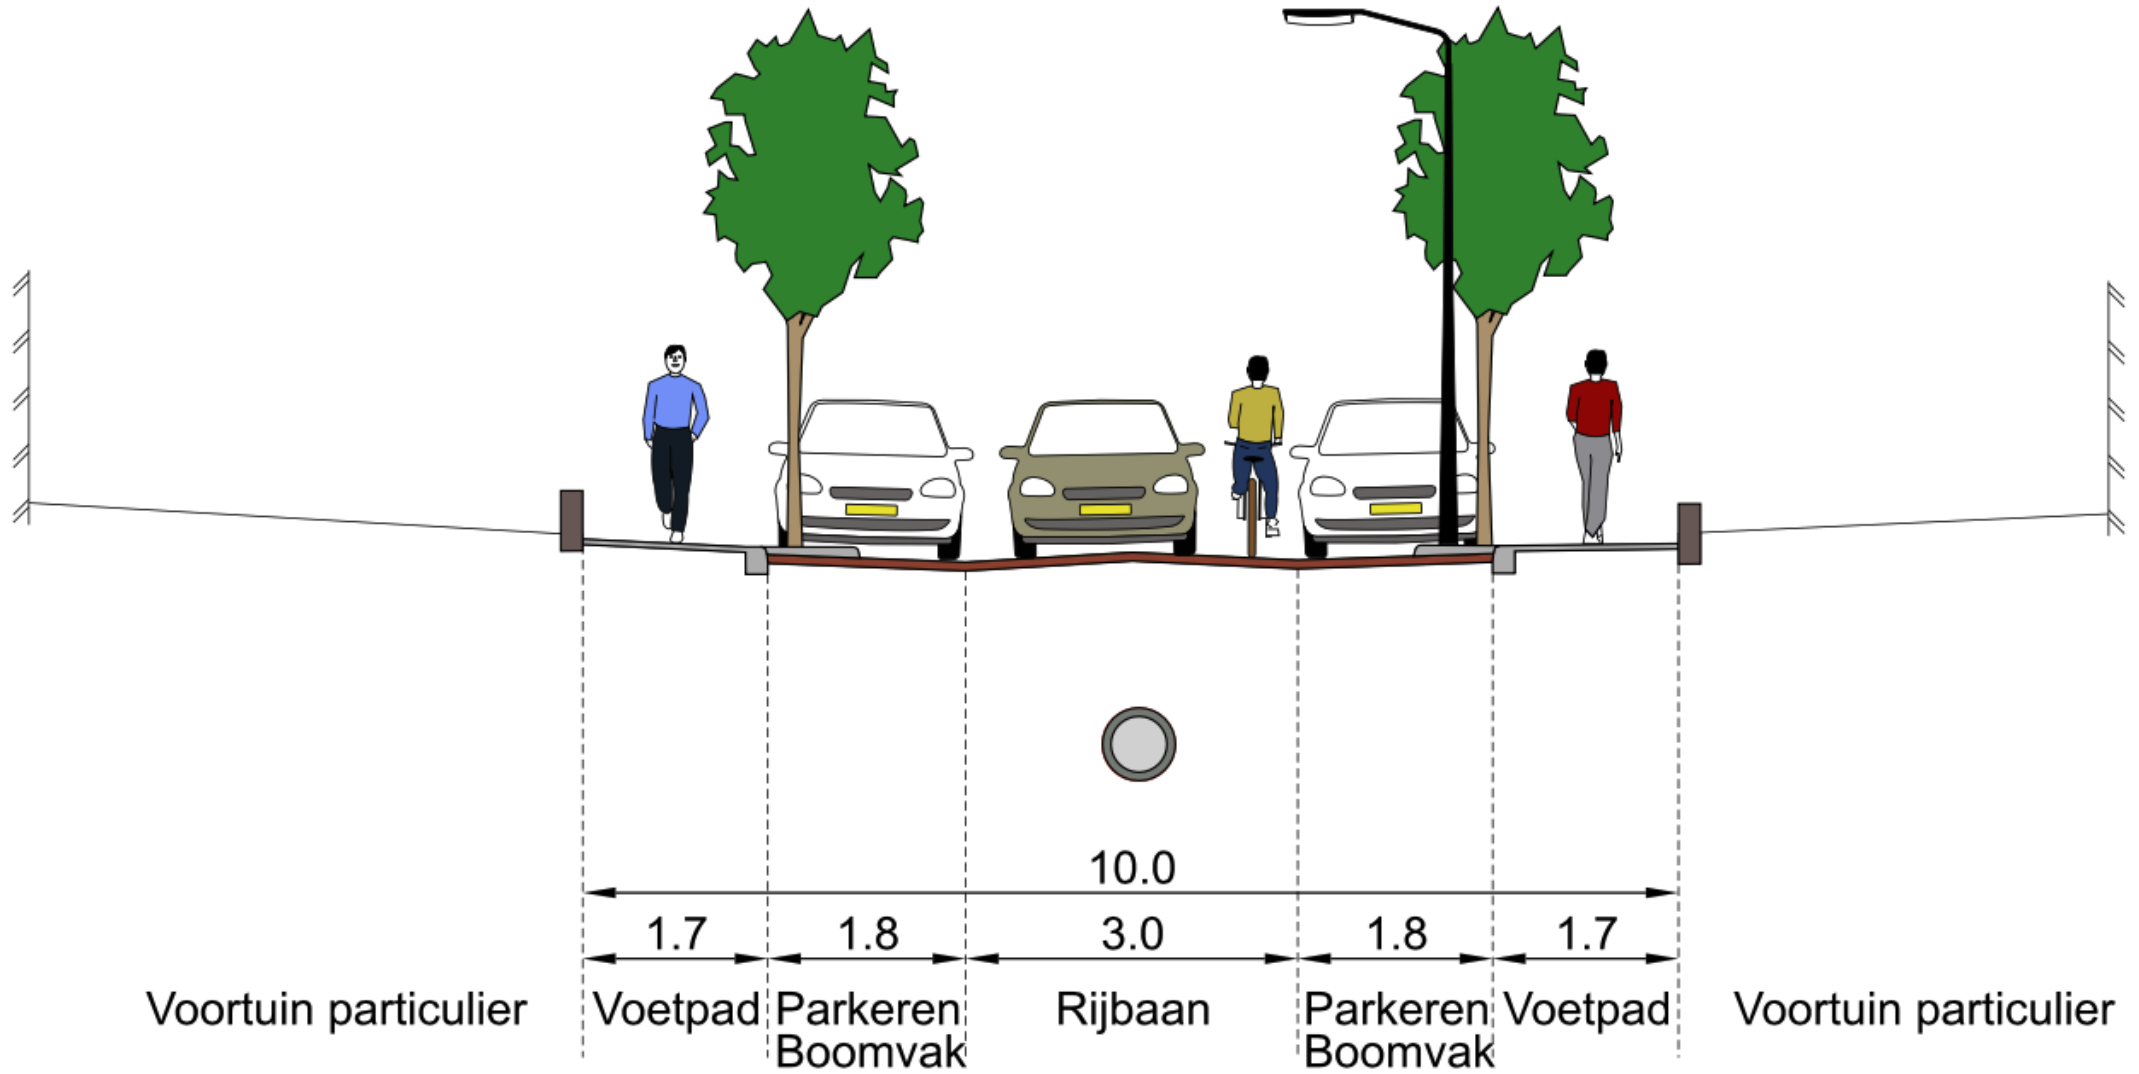 10.0
1.7 1.8 3.0 1.8 1.7
Voortuin particulier Voetpad Parkeren Rijbaan Parkeren Voetpad Voortuin particulier
Boomvak Boomvak